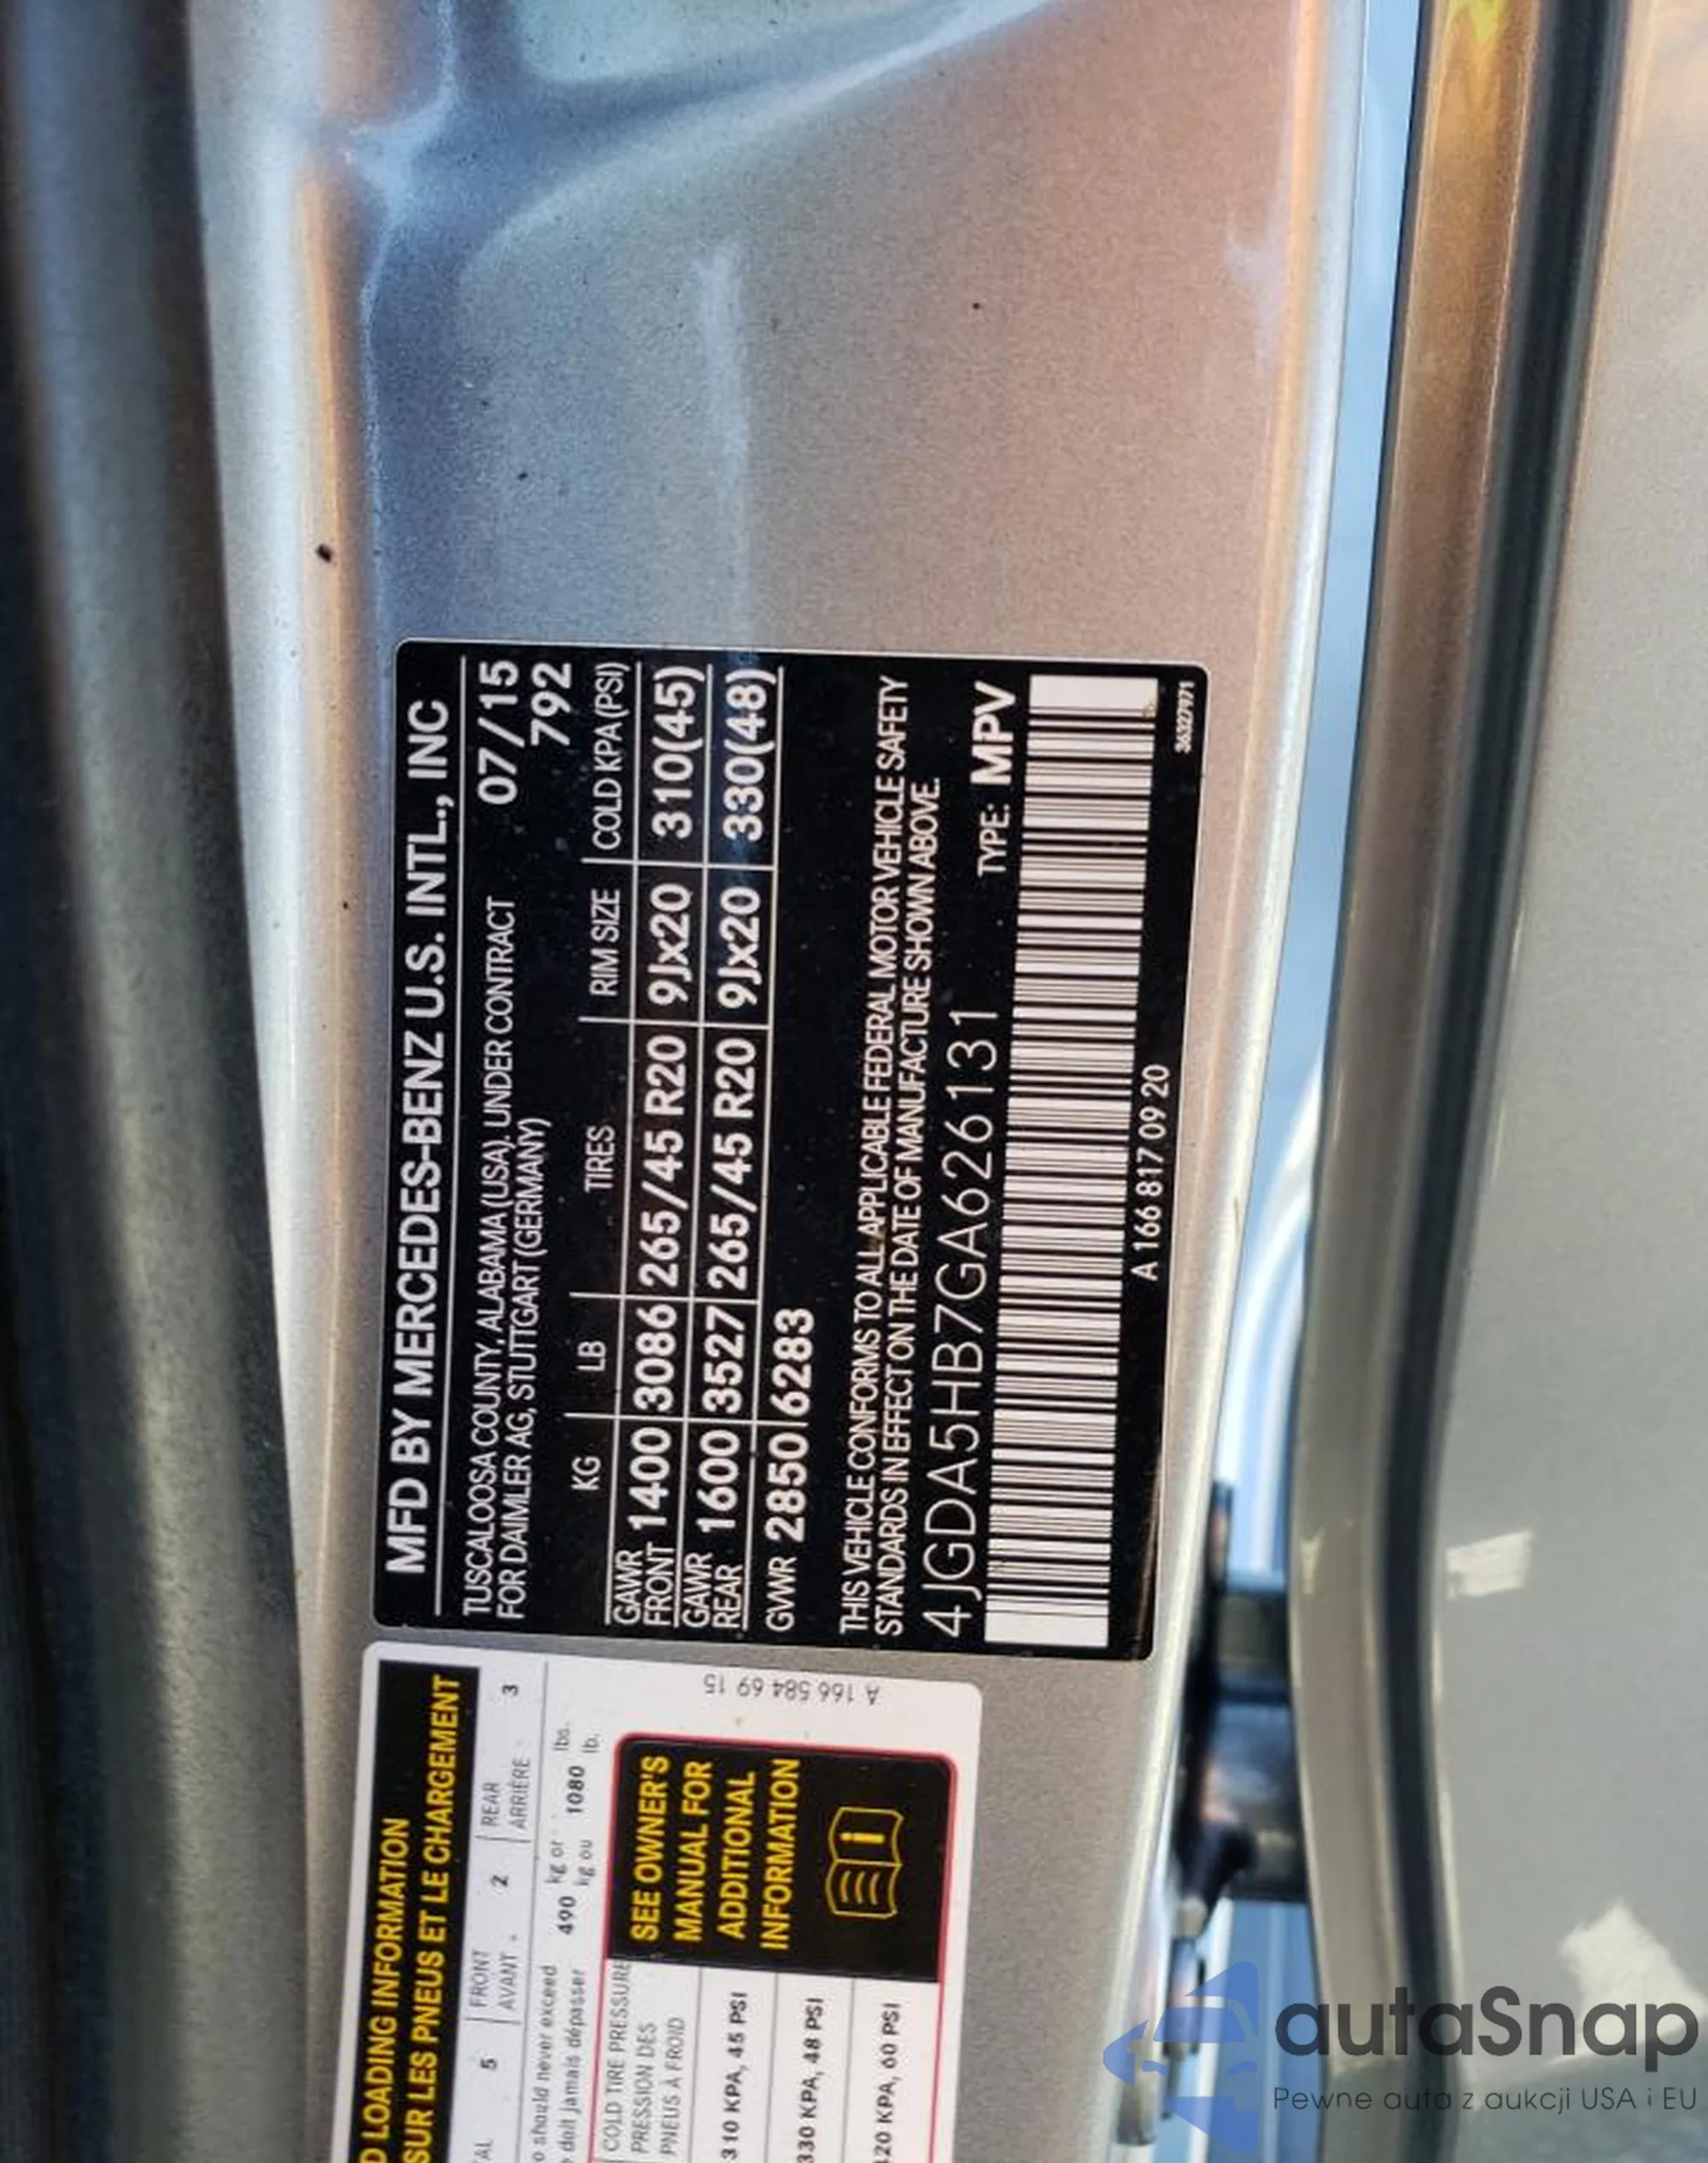 MFD BY MERCEDES-BENZ U.S. INTL., INC
TUSCALOOSA COUNTY, ALABAMA (USA), UNDER CONTRACT 07/15
FOR DAIMLER AG, STUTTGART (GERMANY) 792
KG LB TIRES RIM SIZE COLD KPA (PSI)
GAWR
FRONT 1400 3086 265/45 R20 9Jx20 310(45)
GAWR
REAR 1600 3527 265/45 R20 9Jx20 330(48)
GVWR 2850 6283
THIS VEHICLE CONFORMS TO ALL APPLICABLE FEDERAL MOTOR VEHICLE SAFETY
STANDARDS IN EFFECT ON THE DATE OF MANUFACTURE SHOWN ABOVE.
4JGDA5HB7GA626131 TYPE: MPV
A 166 817 09 20
36327971
LOADING INFORMATION
SUR LES PNEUS ET LE CHARGEMENT
5 FRONT 2 REAR 3
AVANT ARRIÈRE
should never exceed 490 kg or 1080 lbs.
doit jamais dépasser kg ou lb.
COLD TIRE PRESSURE
PRESSION DES
PNEUS À FROID
310 KPA, 45 PSI
330 KPA, 48 PSI
60 PSI
SEE OWNER'S
MANUAL FOR
ADDITIONAL
INFORMATION
A 166 584 69 15
autaSnap
Pewne auta z aukcji USA i EU